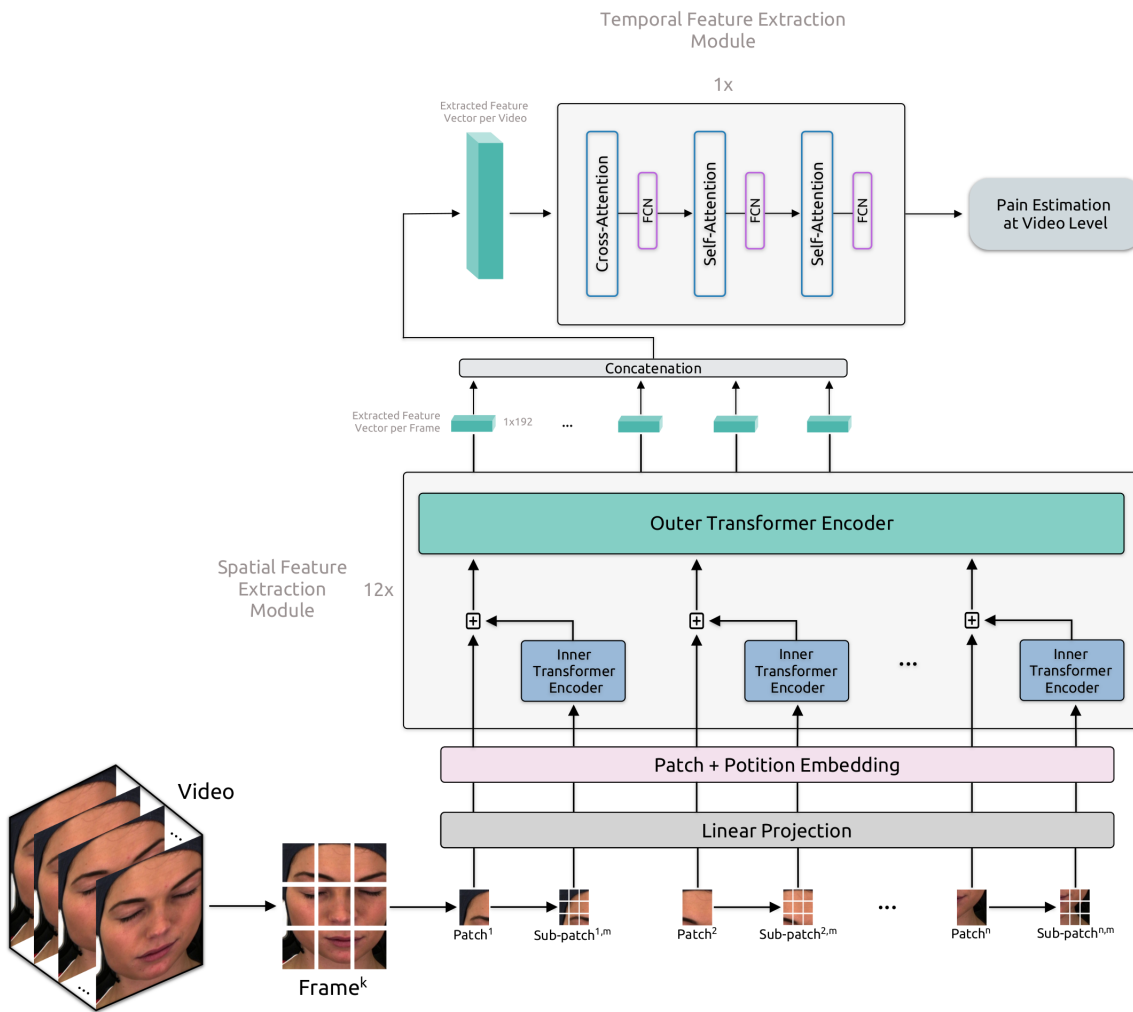 Temporal Feature Extraction
Module
1x
Extracted Feature
Vector per Video
Cross-Attention
FCN
Self-Attention
FCN
Self-Attention
FCN
Pain Estimation
at Video Level
Concatenation
Extracted Feature
Vector per Frame
1x192
...
Outer Transformer Encoder
Spatial Feature
Extraction
Module
12x
+
+
+
Inner
Transformer
Encoder
Inner
Transformer
Encoder
...
Inner
Transformer
Encoder
Patch + Potition Embedding
Linear Projection
Video
...
...
Frame^k
Patch^1
Sub-patch^1,m
Patch^2
Sub-patch^2,m
...
Patch^n
Sub-patch^n,m